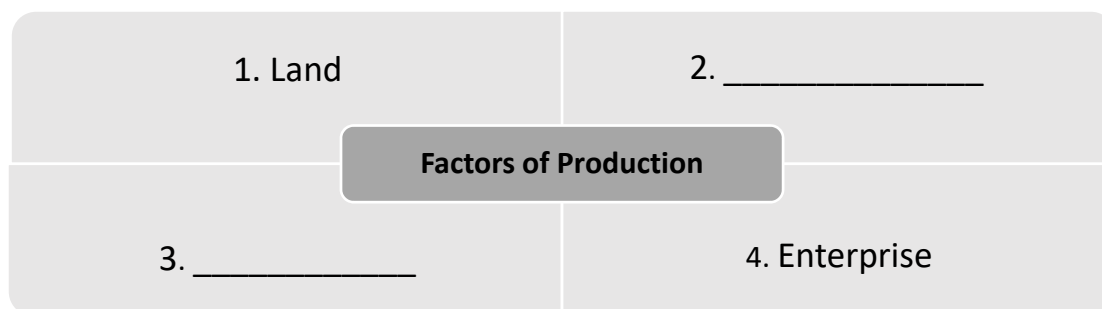 1. Land
2. ______________
Factors of Production
3. ____________
4. Enterprise